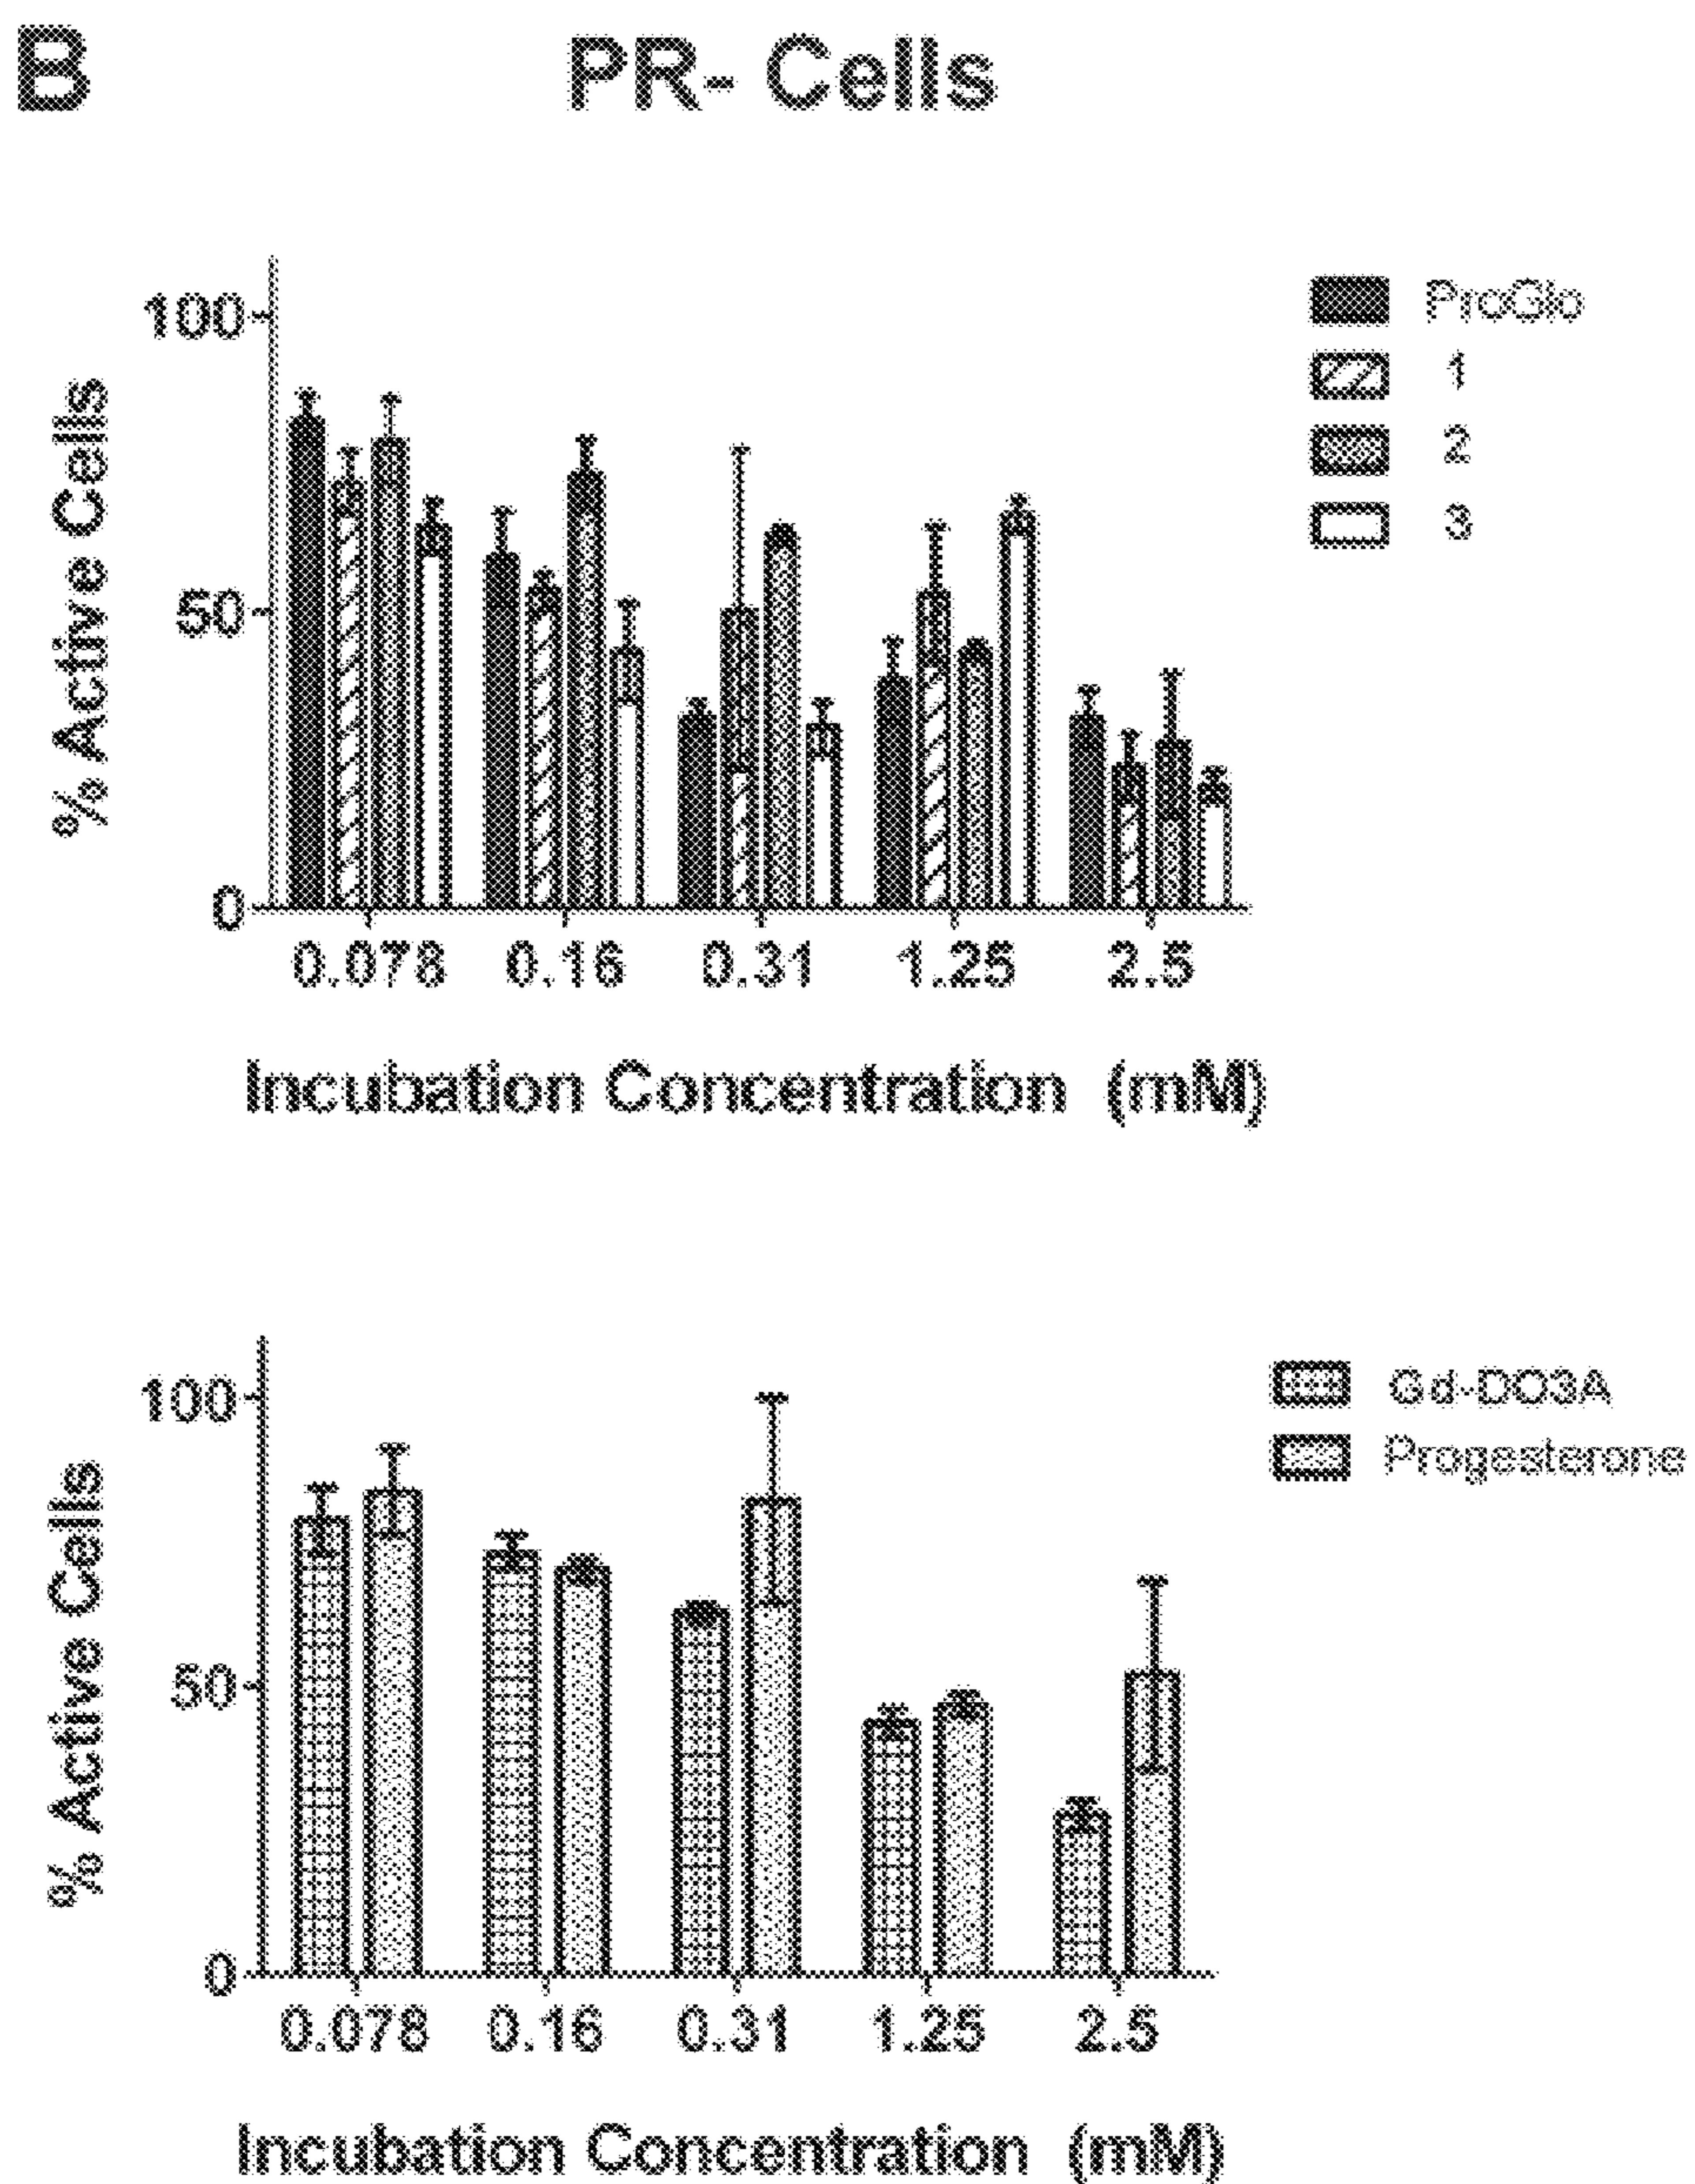 B PR- Cells
100
50
0
% Active Cells
0.078 0.16 0.31 1.25 2.5
Incubation Concentration (mM)
ProGlo
1
2
3
100
50
0
% Active Cells
0.078 0.16 0.31 1.25 2.5
Incubation Concentration (mM)
Gd-DO3A
Progesterone